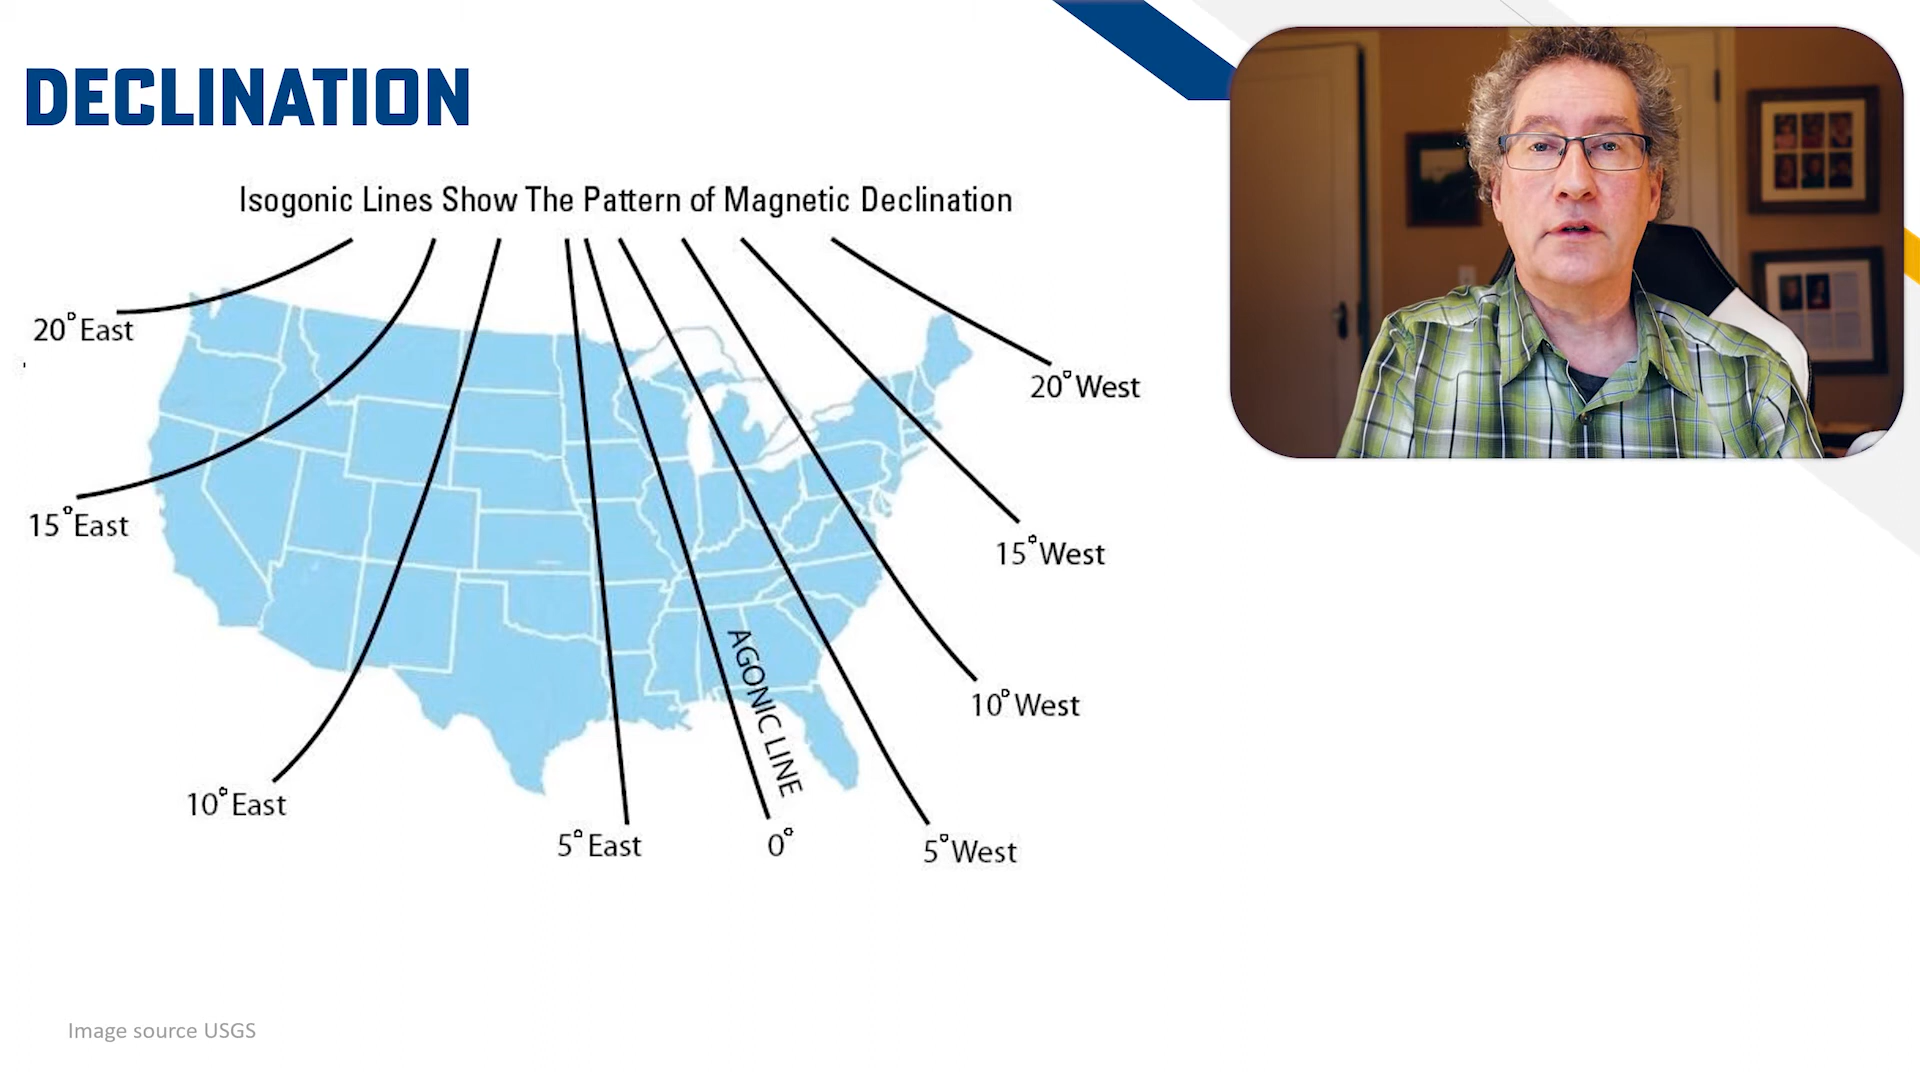 DECLINATION
Isogonic Lines Show The Pattern of Magnetic Declination
20° East
20° West
15° East
15° West
AGONIC LINE
10° West
10° East
5° East
0°
5° West
Image source USGS